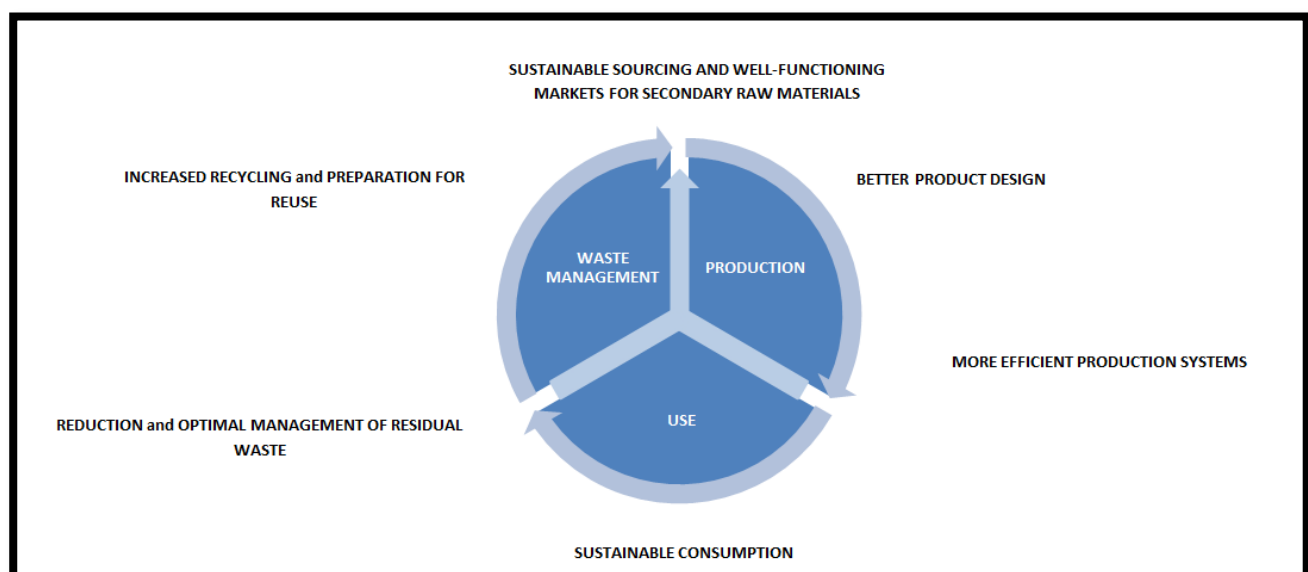 SUSTAINABLE SOURCING AND WELL-FUNCTIONING
MARKETS FOR SECONDARY RAW MATERIALS
INCREASED RECYCLING and PREPARATION FOR
REUSE
BETTER PRODUCT DESIGN
WASTE
MANAGEMENT
PRODUCTION
MORE EFFICIENT PRODUCTION SYSTEMS
REDUCTION and OPTIMAL MANAGEMENT OF RESIDUAL
WASTE
USE
SUSTAINABLE CONSUMPTION